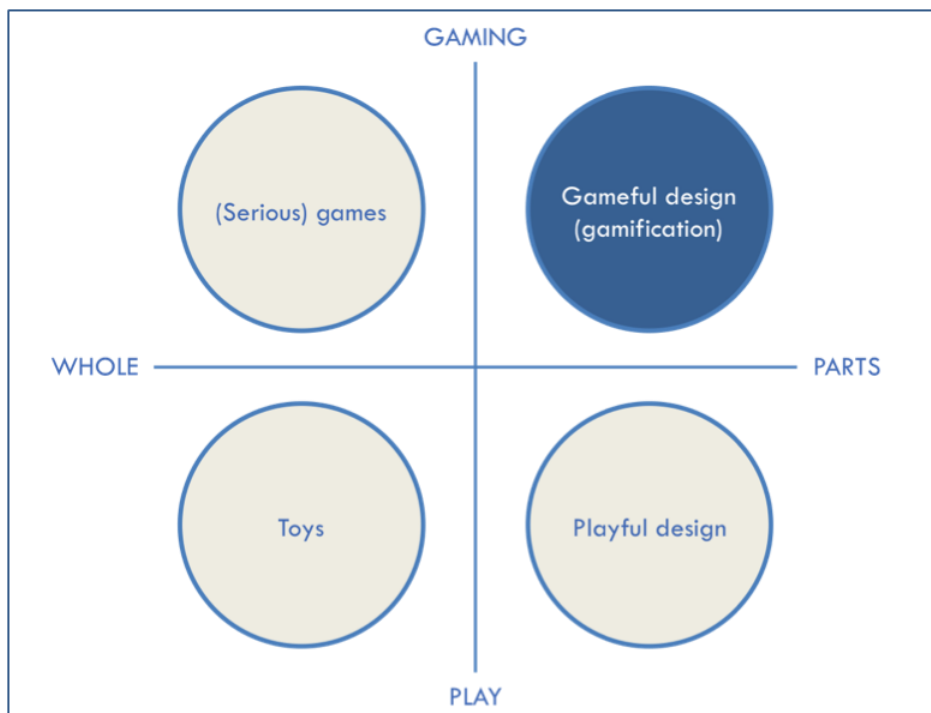 GAMING
(Serious) games
Gameful design
(gamification)
WHOLE
PARTS
Toys
Playful design
PLAY